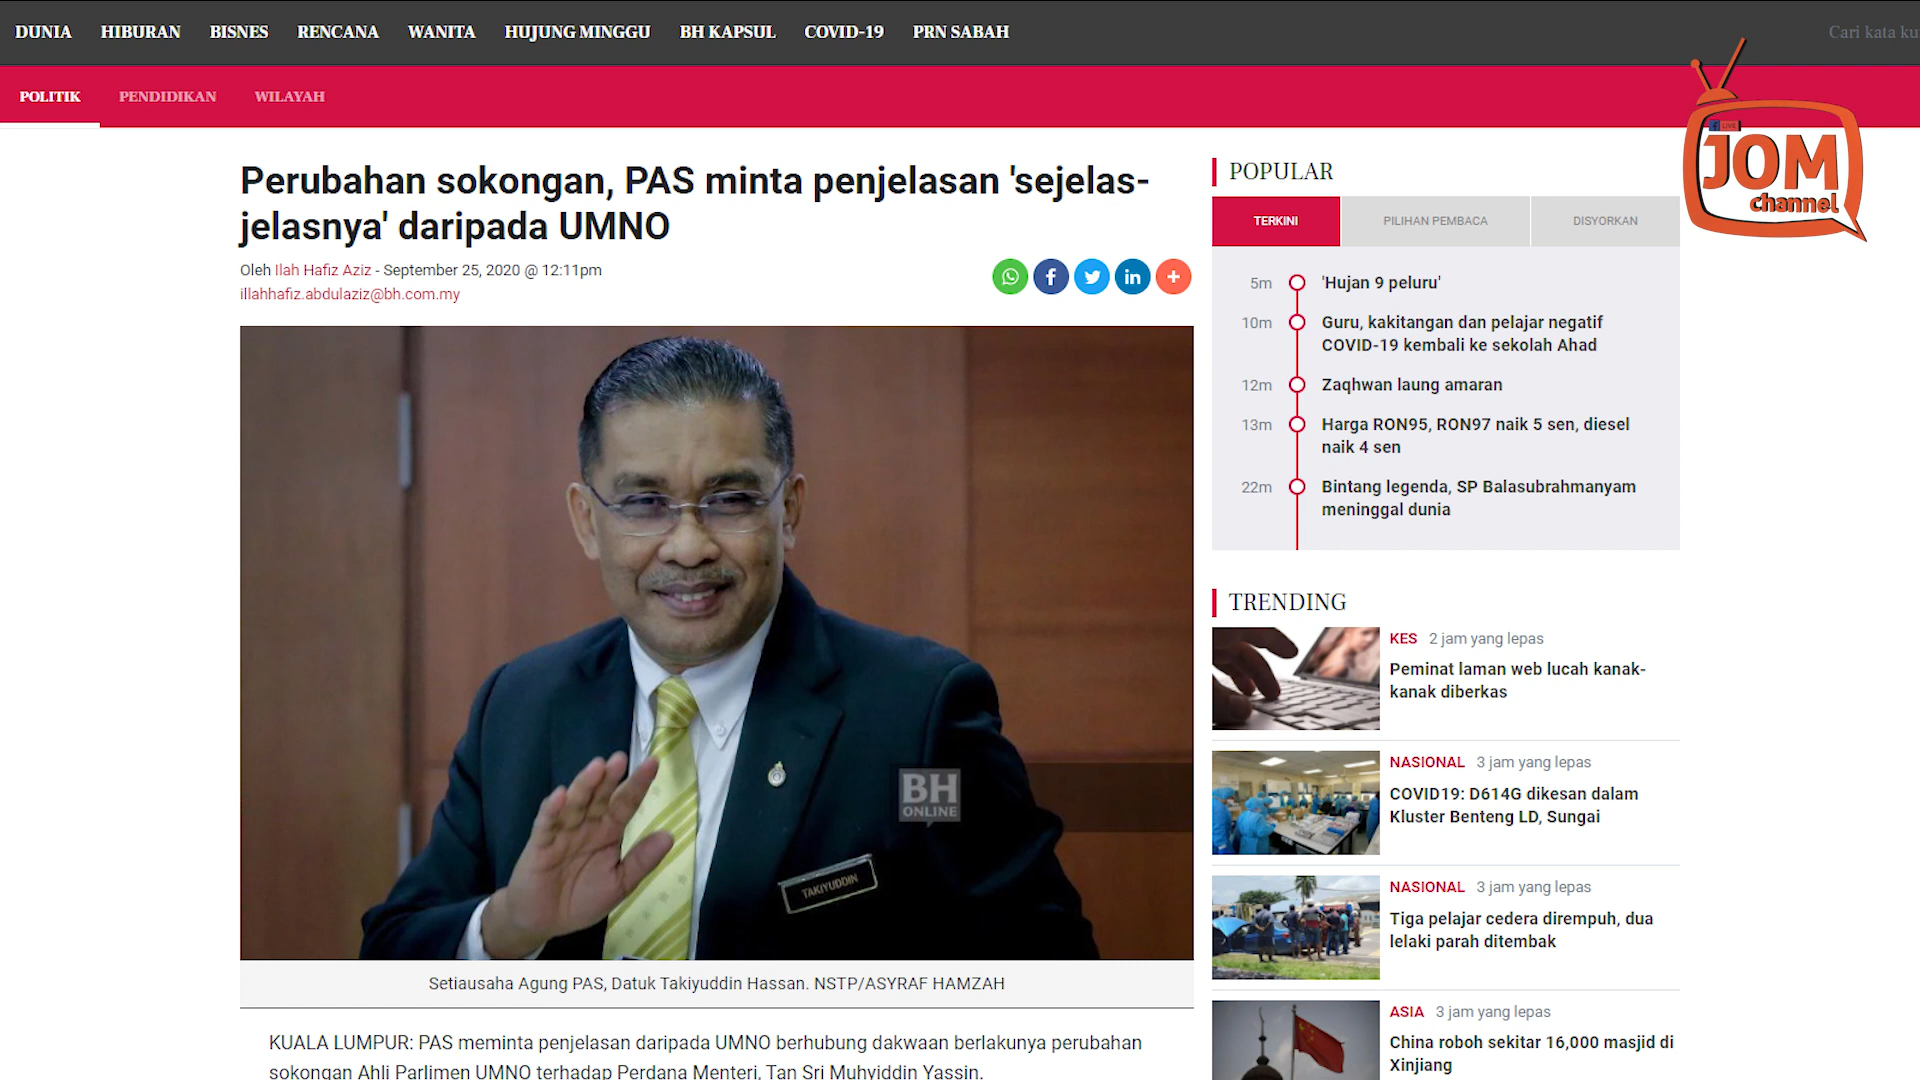 DUNIA HIBURAN BISNES RENCANA WANITA HUJUNG MINGGU BH KAPSUL COVID-19 PRN SABAH
POLITIK PENDIDIKAN WILAYAH
LIVE
JOM
channel
Perubahan sokongan, PAS minta penjelasan 'sejelas-
jelasnya' daripada UMNO
Oleh Ilah Hafiz Aziz - September 25, 2020 @ 12:11pm
illahhafiz.abdulaziz@bh.com.my
BH
ONLINE
TAKIYUDDIN
Setiausaha Agung PAS, Datuk Takiyuddin Hassan. NSTP/ASYRAF HAMZAH
KUALA LUMPUR: PAS meminta penjelasan daripada UMNO berhubung dakwaan berlakunya perubahan
sokongan Ahli Parlimen UMNO terhadap Perdana Menteri, Tan Sri Muhyiddin Yassin.
POPULAR
TERKINI PILIHAN PEMBACA DISYORKAN
5m 'Hujan 9 peluru'
10m Guru, kakitangan dan pelajar negatif
COVID-19 kembali ke sekolah Ahad
12m Zaqhwan laung amaran
13m Harga RON95, RON97 naik 5 sen, diesel
naik 4 sen
22m Bintang legenda, SP Balasubrahmanyam
meninggal dunia
TRENDING
KES 2 jam yang lepas
Peminat laman web lucah kanak-
kanak diberkas
NASIONAL 3 jam yang lepas
COVID19: D614G dikesan dalam
Kluster Benteng LD, Sungai
NASIONAL 3 jam yang lepas
Tiga pelajar cedera dirempuh, dua
lelaki parah ditembak
ASIA 3 jam yang lepas
China roboh sekitar 16,000 masjid di
Xinjiang